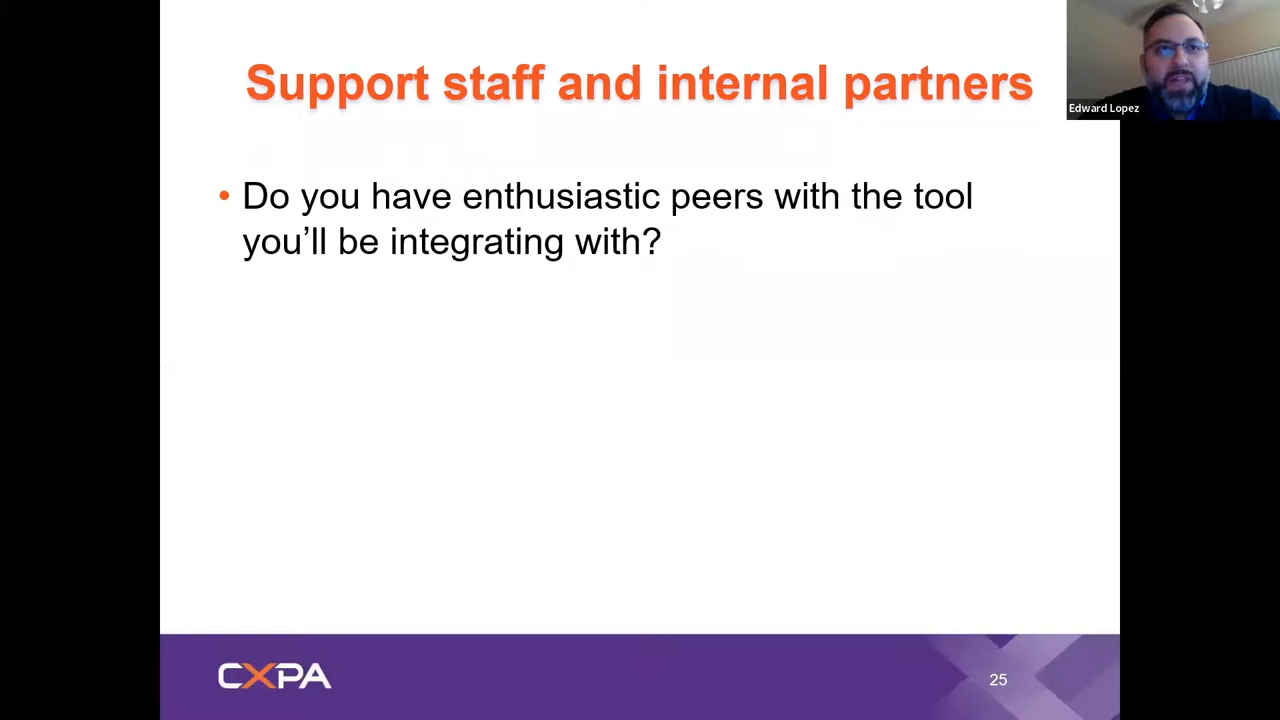 Support staff and internal partners
Edward Lopez
• Do you have enthusiastic peers with the tool
you’ll be integrating with?
CXPA
25